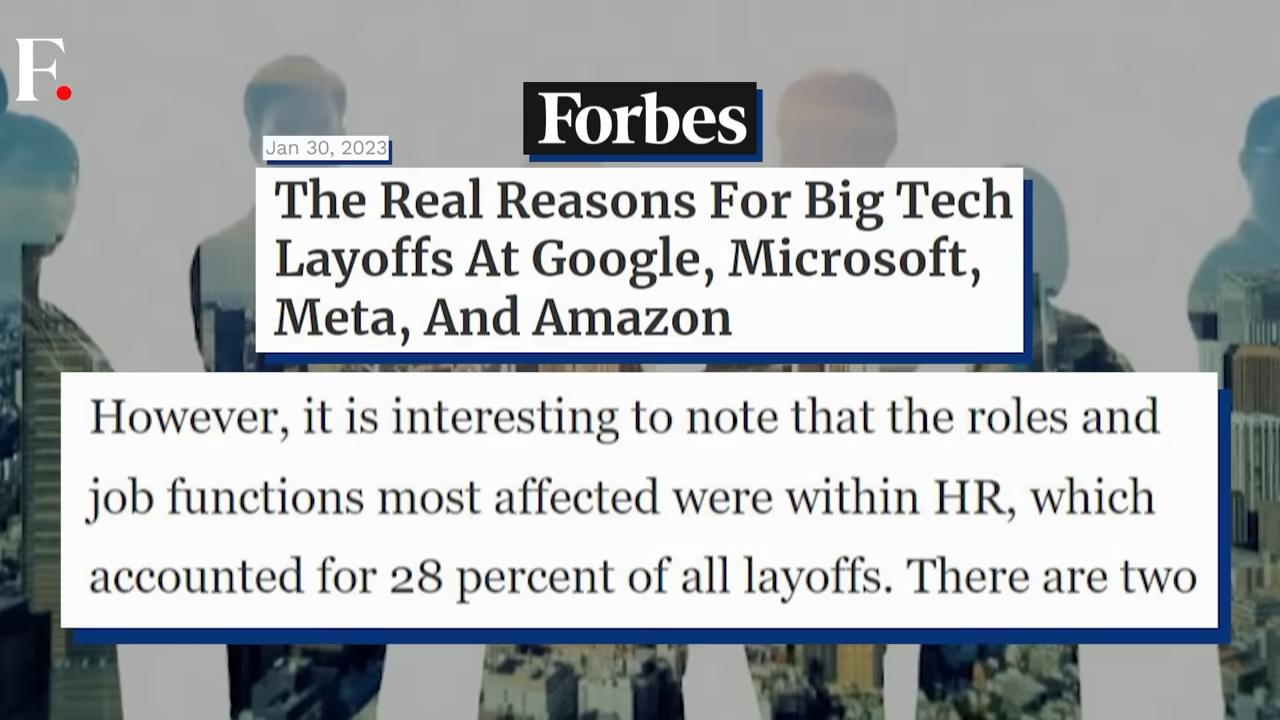 F.
Forbes
Jan 30, 2023
The Real Reasons For Big Tech
Layoffs At Google, Microsoft,
Meta, And Amazon
However, it is interesting to note that the roles and
job functions most affected were within HR, which
accounted for 28 percent of all layoffs. There are two